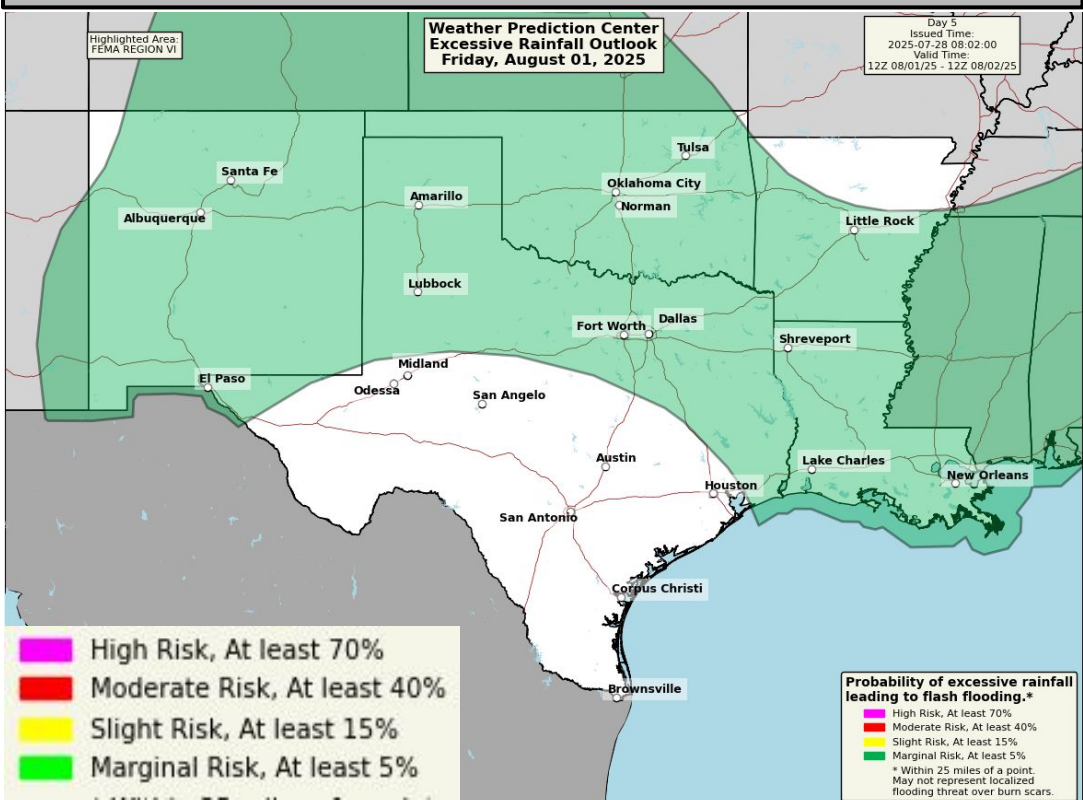 Highlighted Area:
FEMA REGION VI
Weather Prediction Center
Excessive Rainfall Outlook
Friday, August 01, 2025
Day 5
Issued Time:
2025-07-28 08:02:00
Valid Time:
12Z 08/01/25 - 12Z 08/02/25
Tulsa
Santa Fe
Oklahoma City
Amarillo
Norman
Albuquerque
Little Rock
Lubbock
Dallas
Fort Worth
Shreveport
Midland
El Paso
Odessa
San Angelo
Austin
Lake Charles
New Orleans
Houston
San Antonio
Corpus Christi
Brownsville
High Risk, At least 70%
Moderate Risk, At least 40%
Slight Risk, At least 15%
Marginal Risk, At least 5%
Probability of excessive rainfall
leading to flash flooding.*
High Risk, At least 70%
Moderate Risk, At least 40%
Slight Risk, At least 15%
Marginal Risk, At least 5%
* Within 25 miles of a point.
May not represent localized
flooding threat over burn scars.